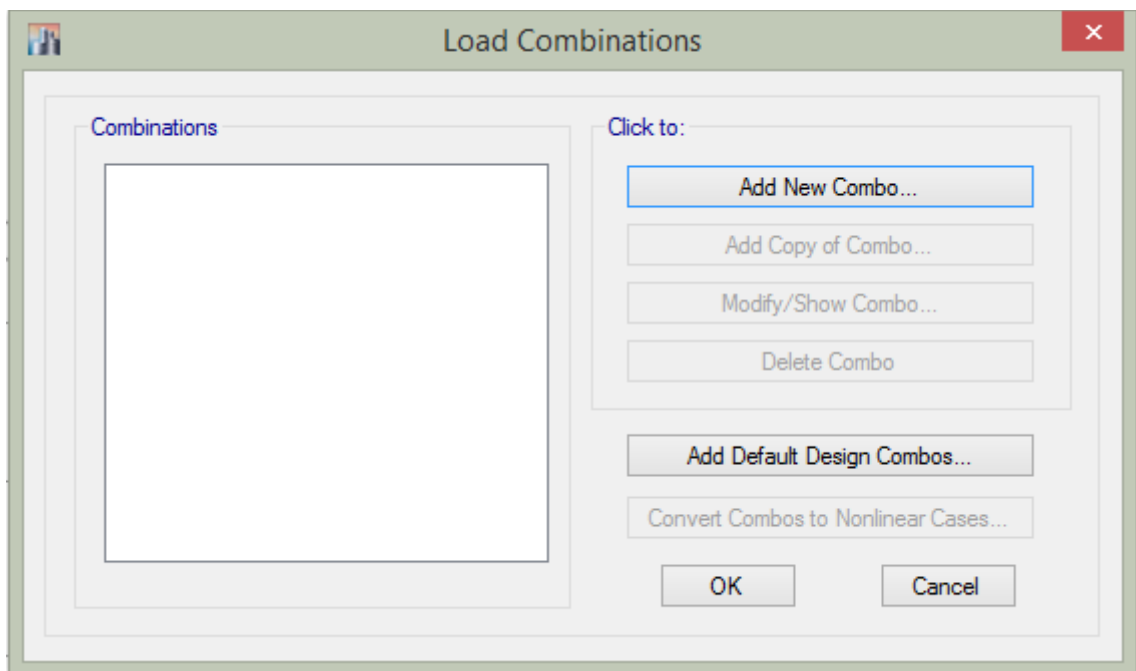 Load Combinations
Combinations
Click to:
Add New Combo...
Add Copy of Combo...
Modify/Show Combo...
Delete Combo
Add Default Design Combos...
Convert Combos to Nonlinear Cases...
OK
Cancel